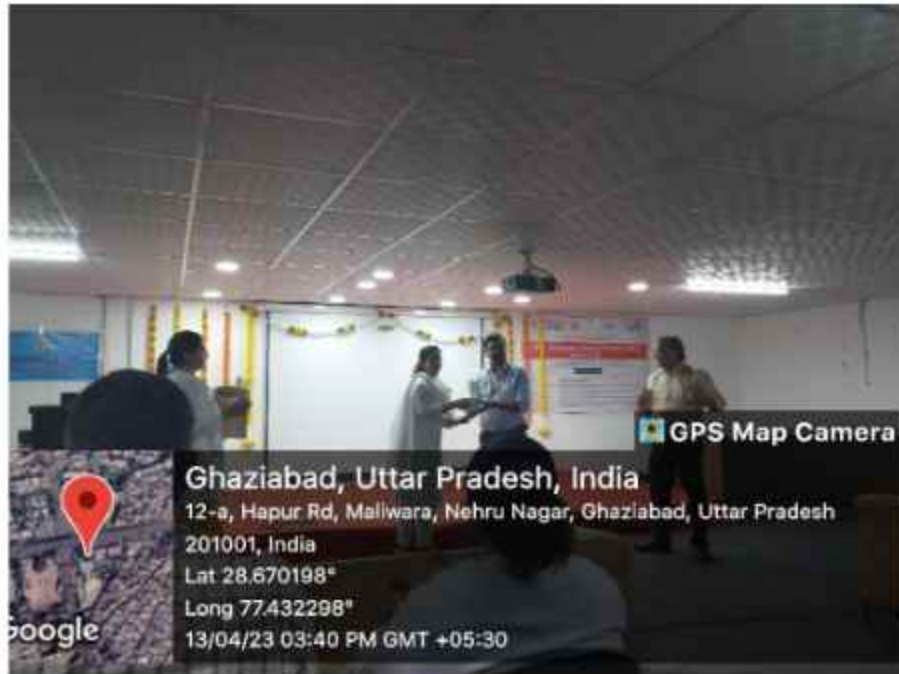 GPS Map Camera
Ghaziabad, Uttar Pradesh, India
12-a, Hapur Rd, Maliwara, Nehru Nagar, Ghaziabad, Uttar Pradesh
201001, India
Lat 28.670198°
Long 77.432298°
13/04/23 03:40 PM GMT +05:30
Google